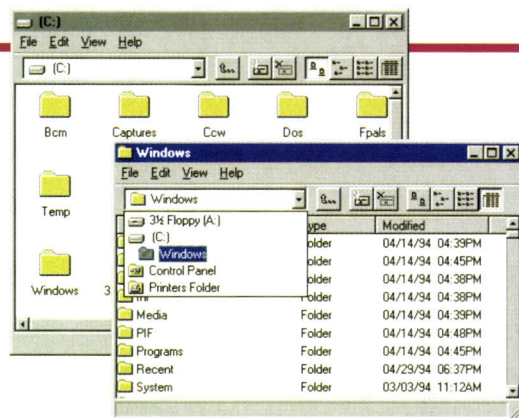 (C:)
File Edit View Help
(C:)
Bcm Captures Ccw Dos Fpals
Temp
Windows 3
Windows
File Edit View Help
Windows
3½ Floppy (A:)
(C:)
Windows
Control Panel
Printers Folder
ype Modified
older 04/14/94 04:39PM
older 04/14/94 04:45PM
older 04/14/94 04:38PM
older 04/14/94 04:38PM
Media Folder 04/14/94 04:39PM
PIF Folder 04/14/94 04:48PM
Programs Folder 04/14/94 04:45PM
Recent Folder 04/29/94 06:37PM
System Folder 03/03/94 11:12AM